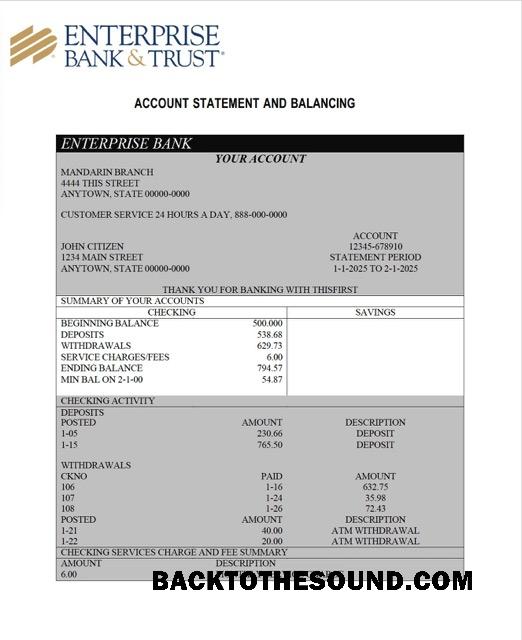 ENTERPRISE
BANK & TRUST
ACCOUNT STATEMENT AND BALANCING
ENTERPRISE BANK
YOUR ACCOUNT
MANDARIN BRANCH
4444 THIS STREET
ANYTOWN, STATE 00000-0000
CUSTOMER SERVICE 24 HOURS A DAY, 888-000-0000
ACCOUNT
JOHN CITIZEN 12345-678910
1234 MAIN STREET STATEMENT PERIOD
ANYTOWN, STATE 00000-0000 1-1-2025 TO 2-1-2025
THANK YOU FOR BANKING WITH THISFIRST
SUMMARY OF YOUR ACCOUNTS
CHECKING SAVINGS
BEGINNING BALANCE 500.000
DEPOSITS 538.68
WITHDRAWALS 629.73
SERVICE CHARGES/FEES 6.00
ENDING BALANCE 794.57
MIN BAL ON 2-1-00 54.87
CHECKING ACTIVITY
DEPOSITS
POSTED AMOUNT DESCRIPTION
1-05 230.66 DEPOSIT
1-15 765.50 DEPOSIT
WITHDRAWALS
CKNO PAID AMOUNT
106 1-16 632.75
107 1-24 35.98
108 1-26 72.43
POSTED AMOUNT DESCRIPTION
1-21 40.00 ATM WITHDRAWAL
1-22 20.00 ATM WITHDRAWAL
CHECKING SERVICES CHARGE AND FEE SUMMARY
AMOUNT DESCRIPTION
6.00
BACKTOTHESOUND.COM